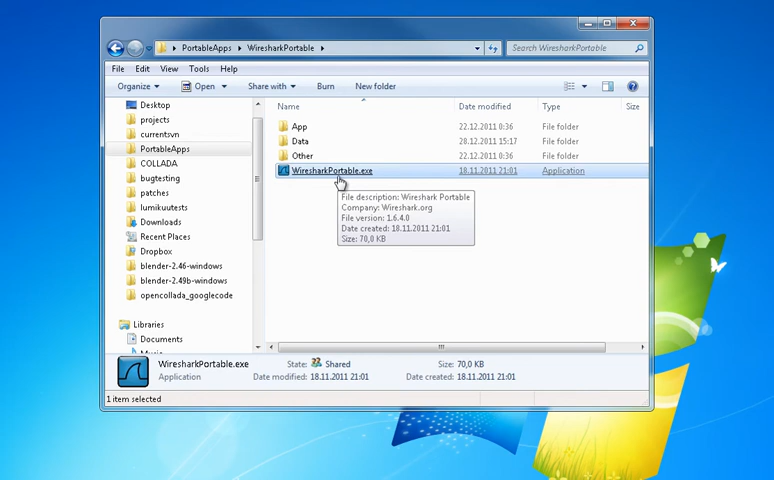 PortableApps WiresharkPortable
Search WiresharkPortable
File Edit View Tools Help
Organize Open Share with Burn New folder
Name Date modified Type Size
Desktop
projects
currentsvn
PortableApps
COLLADA
bugtesting
patches
lumikuutests
Downloads
Recent Places
Dropbox
blender-2.46-windows
blender-2.49b-windows
opencollada_googlecode
Libraries
Documents
Music
App 22.12.2011 0:36 File folder
Data 28.12.2011 15:17 File folder
Other 22.12.2011 0:36 File folder
WiresharkPortable.exe 18.11.2011 21:01 Application
File description: Wireshark Portable
Company: Wireshark.org
File version: 1.6.4.0
Date created: 18.11.2011 21:01
Size: 70,0 KB
WiresharkPortable.exe State: Shared Size: 70,0 KB
Application Date modified: 18.11.2011 21:01 Date created: 18.11.2011 21:01
1 item selected